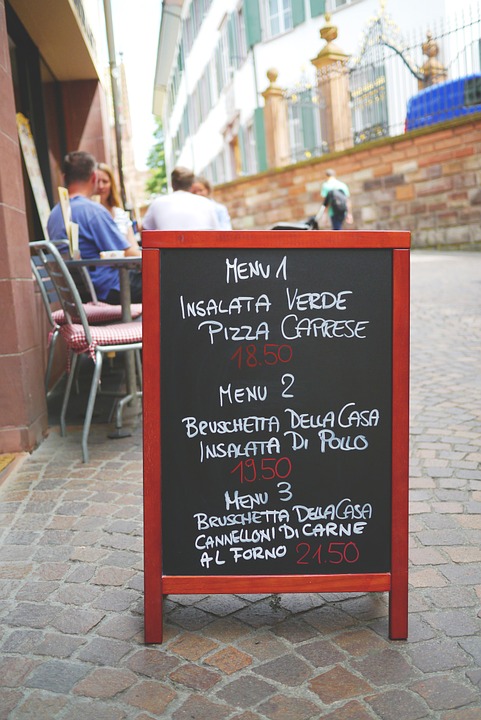 MENU 1
INSALATA VERDE
PIZZA CAPRESE
18.50
MENU 2
BRUSCHETTA DELLA CASA
INSALATA DI POLLO
19.50
MENU 3
BRUSCHETTA DELLA CASA
CANNELLONI DI CARNE
AL FORNO 21.50